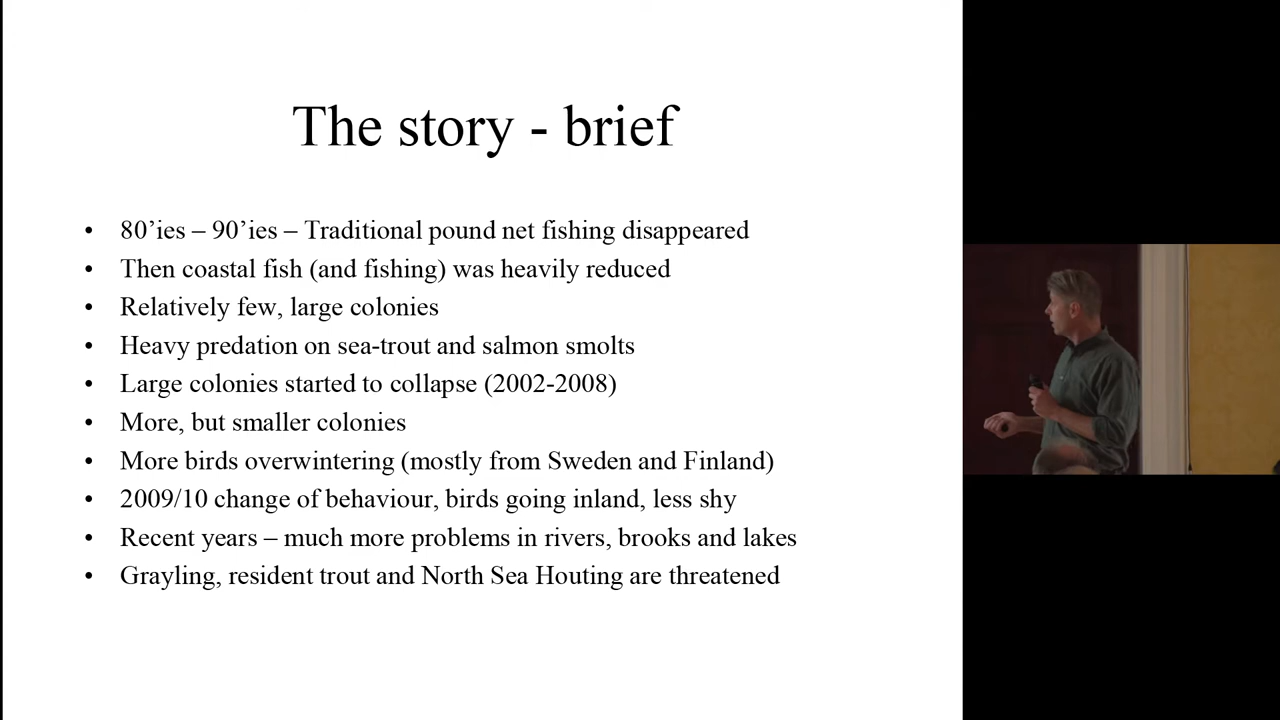 The story - brief
• 80’ies – 90’ies – Traditional pound net fishing disappeared
• Then coastal fish (and fishing) was heavily reduced
• Relatively few, large colonies
• Heavy predation on sea-trout and salmon smolts
• Large colonies started to collapse (2002-2008)
• More, but smaller colonies
• More birds overwintering (mostly from Sweden and Finland)
• 2009/10 change of behaviour, birds going inland, less shy
• Recent years – much more problems in rivers, brooks and lakes
• Grayling, resident trout and North Sea Houting are threatened